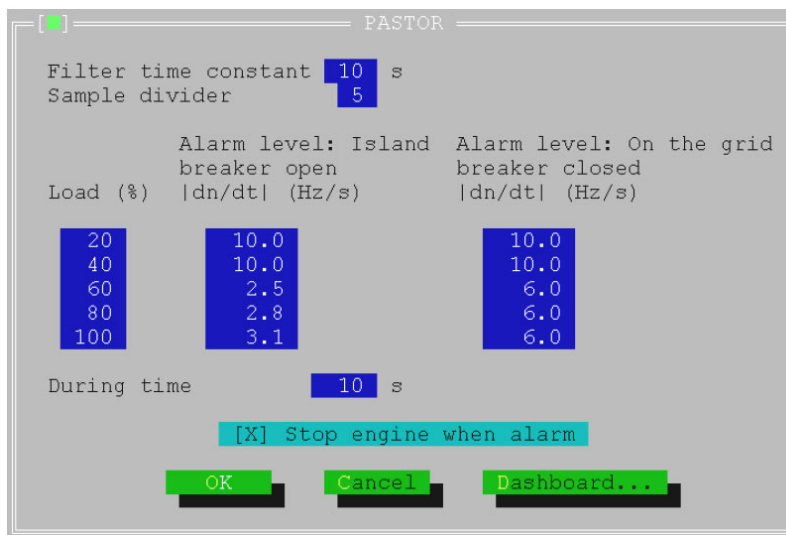 PASTOR
Filter time constant 10 s
Sample divider 5
Alarm level: Island Alarm level: On the grid
breaker open breaker closed
Load (%) |dn/dt| (Hz/s) |dn/dt| (Hz/s)
20 10.0 10.0
40 10.0 10.0
60 2.5 6.0
80 2.8 6.0
100 3.1 6.0
During time 10 s
[X] Stop engine when alarm
OK Cancel Dashboard...